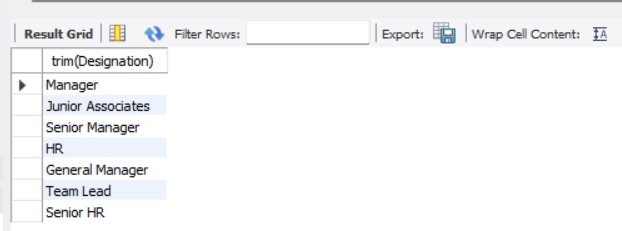 Result Grid Filter Rows: Export: Wrap Cell Content:
trim(Designation)
Manager
Junior Associates
Senior Manager
HR
General Manager
Team Lead
Senior HR